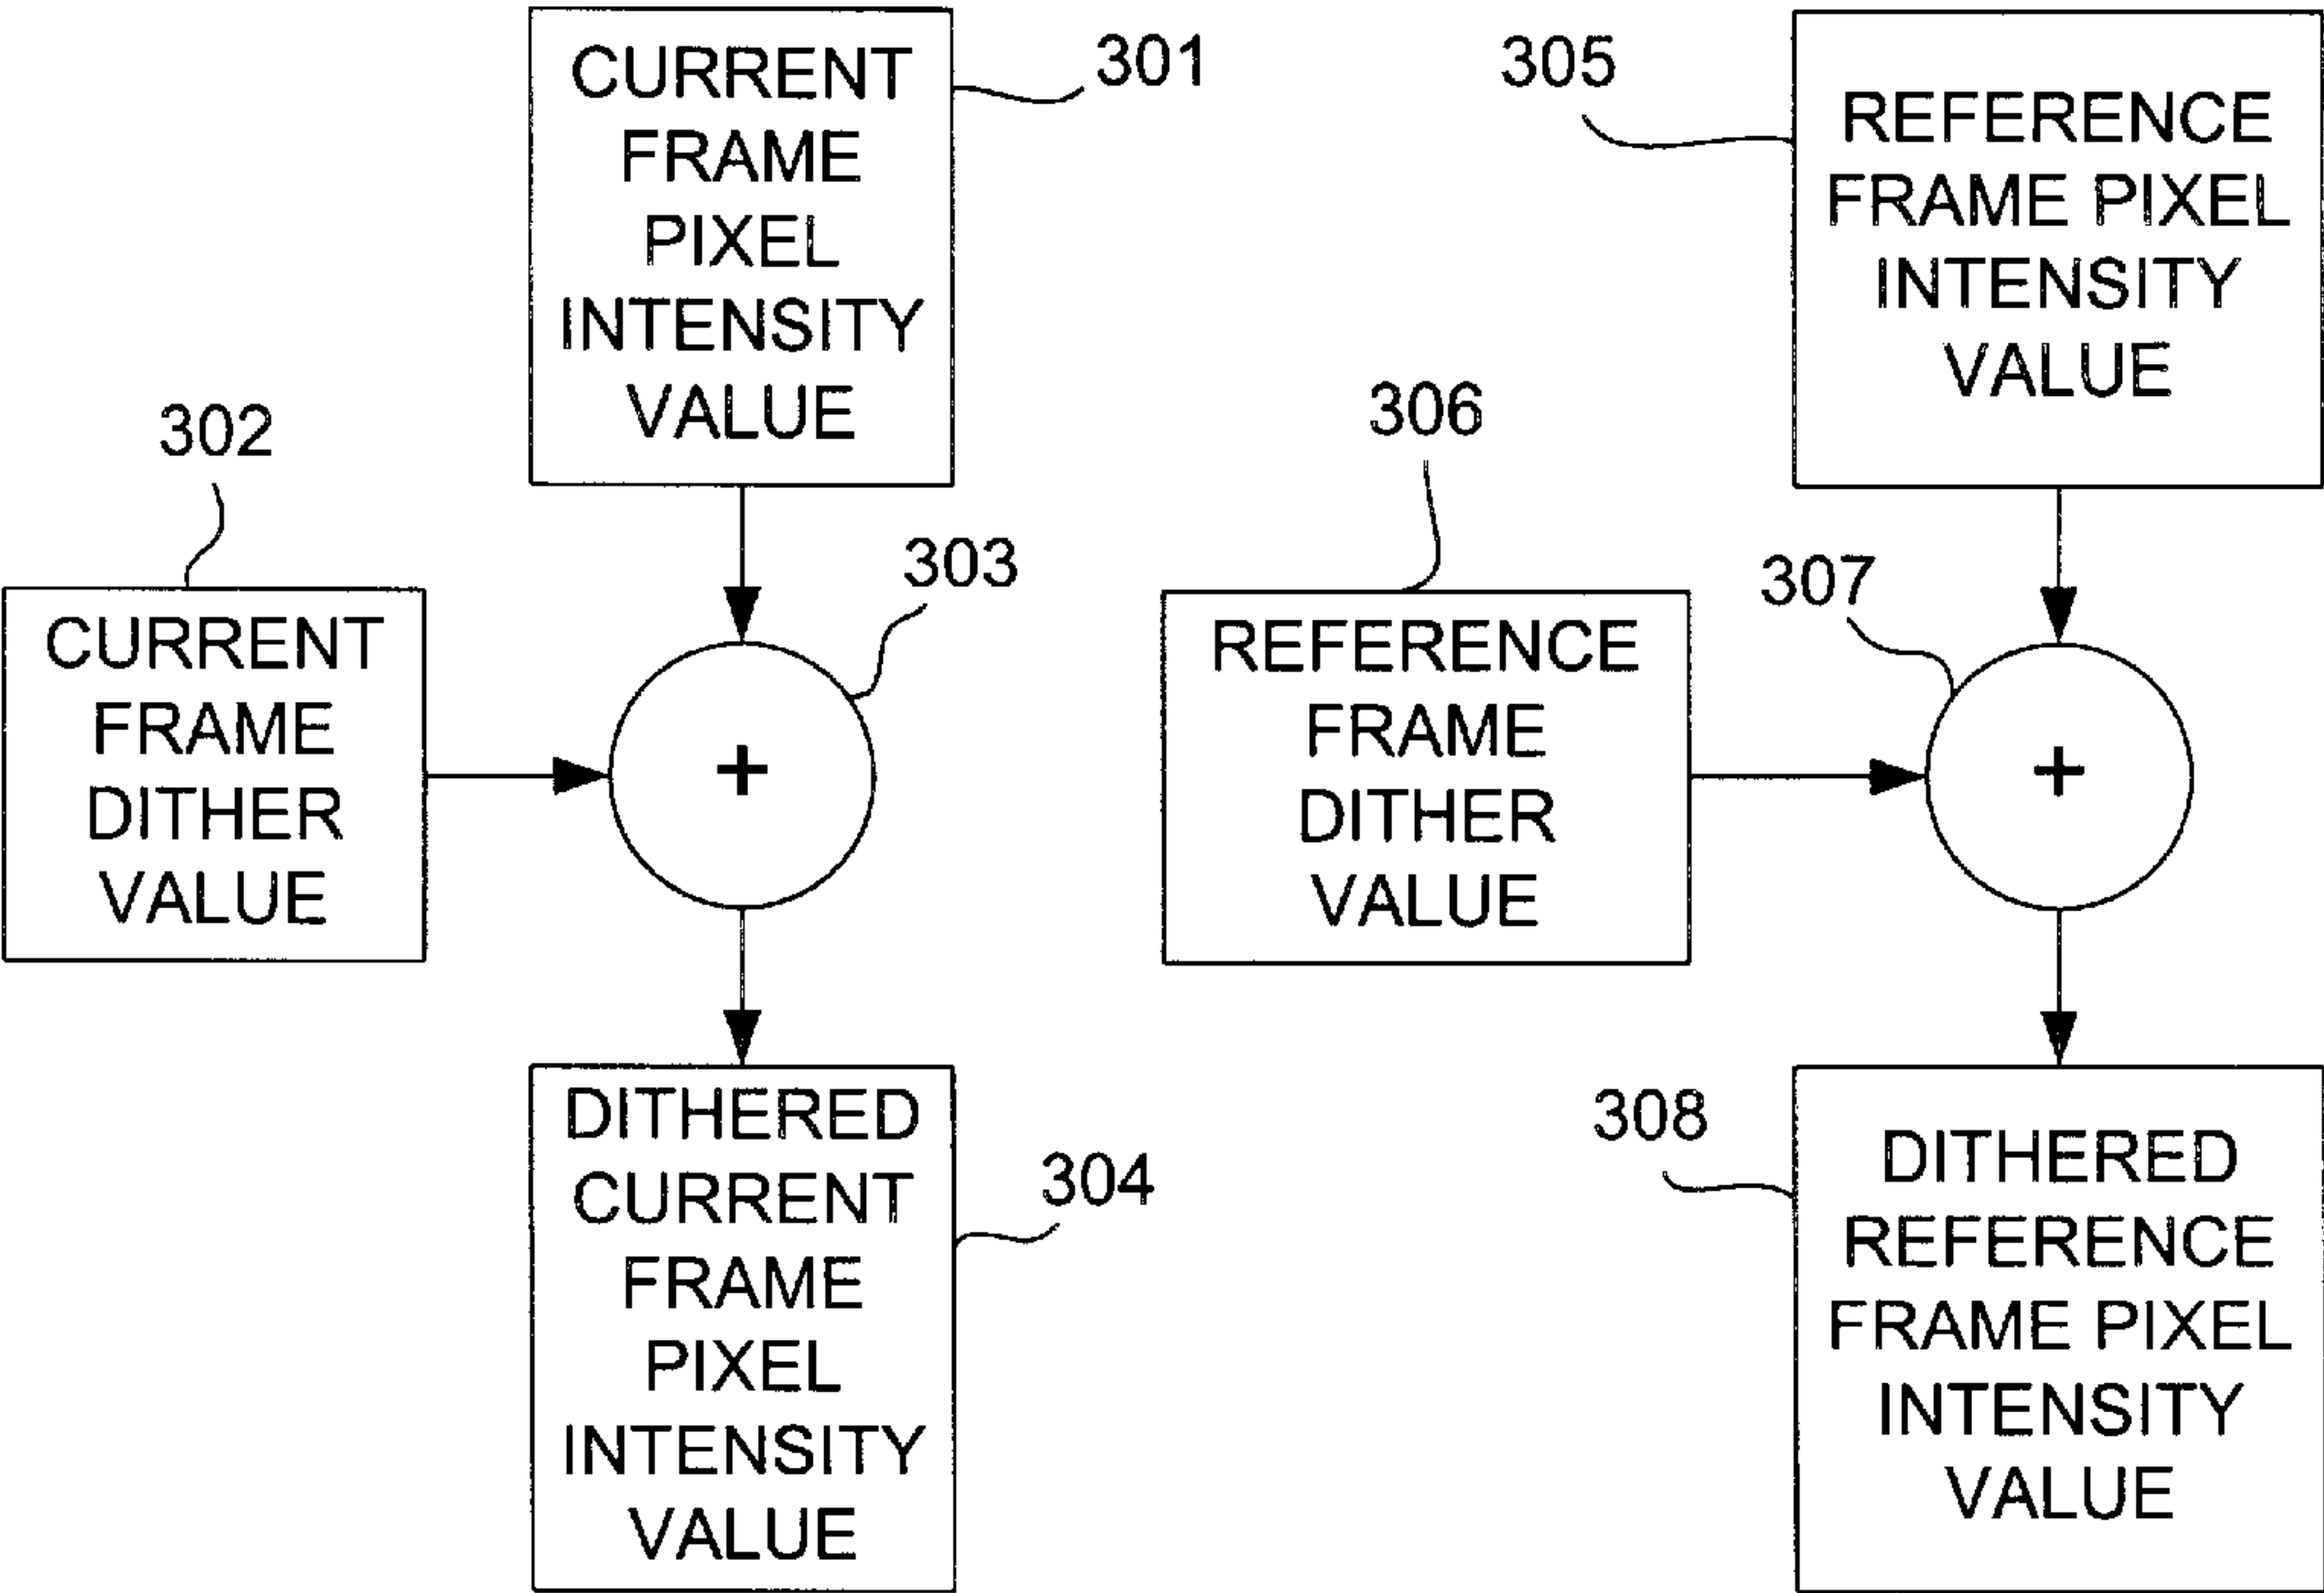 CURRENT
FRAME
PIXEL
INTENSITY
VALUE
301
305
REFERENCE
FRAME PIXEL
INTENSITY
VALUE
302
CURRENT
FRAME
DITHER
VALUE
303
+
306
REFERENCE
FRAME
DITHER
VALUE
307
+
DITHERED
CURRENT
FRAME
PIXEL
INTENSITY
VALUE
304
308
DITHERED
REFERENCE
FRAME PIXEL
INTENSITY
VALUE